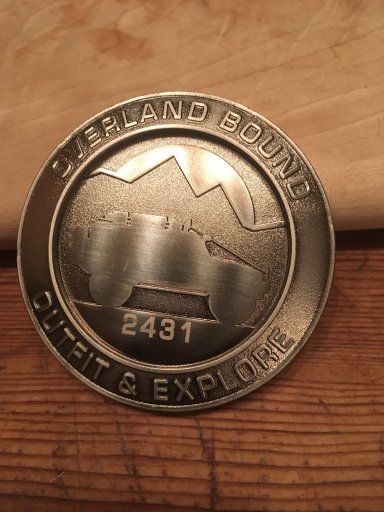 OVERLAND BOUND
2431
OUTFIT & EXPLORE